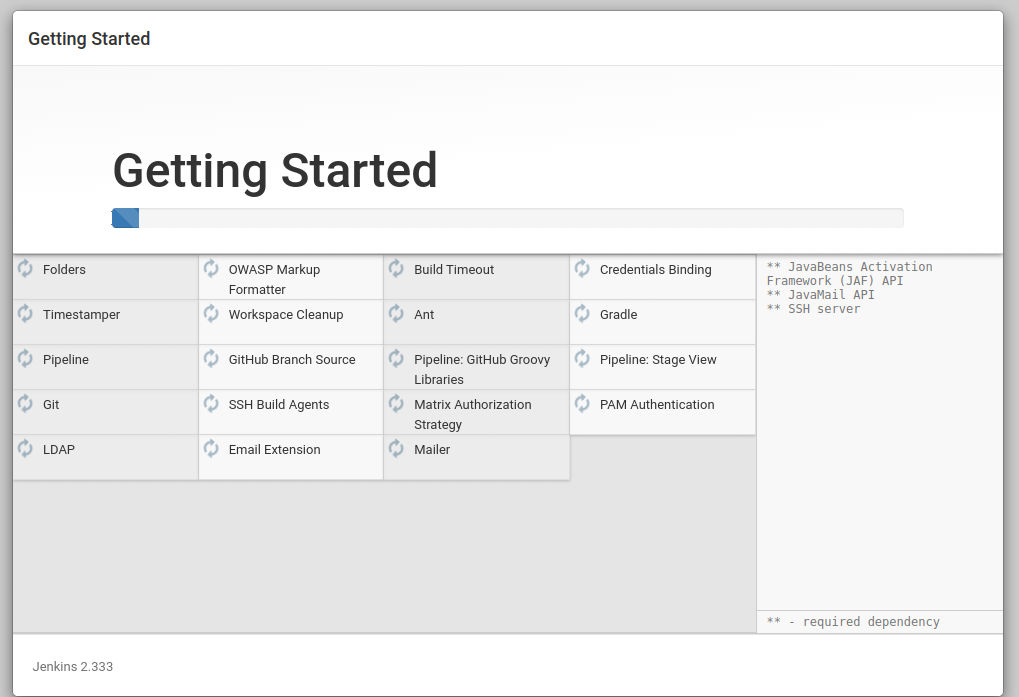 Getting Started
Getting Started
Folders
OWASP Markup
Formatter
Build Timeout
Credentials Binding
Timestamper
Workspace Cleanup
Ant
Gradle
Pipeline
GitHub Branch Source
Pipeline: GitHub Groovy
Libraries
Pipeline: Stage View
Git
SSH Build Agents
Matrix Authorization
Strategy
PAM Authentication
LDAP
Email Extension
Mailer
** JavaBeans Activation
Framework (JAF) API
** JavaMail API
** SSH server
** - required dependency
Jenkins 2.333